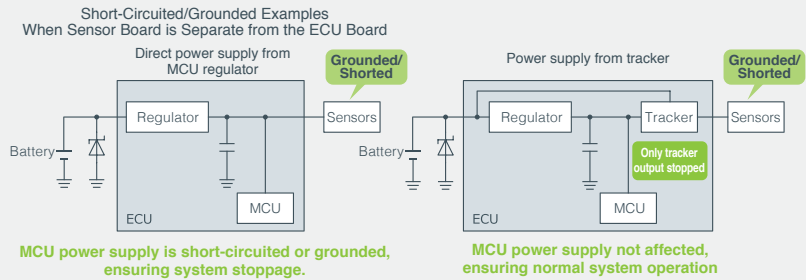 Short-Circuited/Grounded Examples
When Sensor Board is Separate from the ECU Board
Direct power supply from
MCU regulator
Grounded/
Shorted
Regulator
Sensors
Battery
MCU
ECU
MCU power supply is short-circuited or grounded,
ensuring system stoppage.
Power supply from tracker
Grounded/
Shorted
Regulator
Tracker
Sensors
Battery
Only tracker
output stopped
MCU
ECU
MCU power supply not affected,
ensuring normal system operation